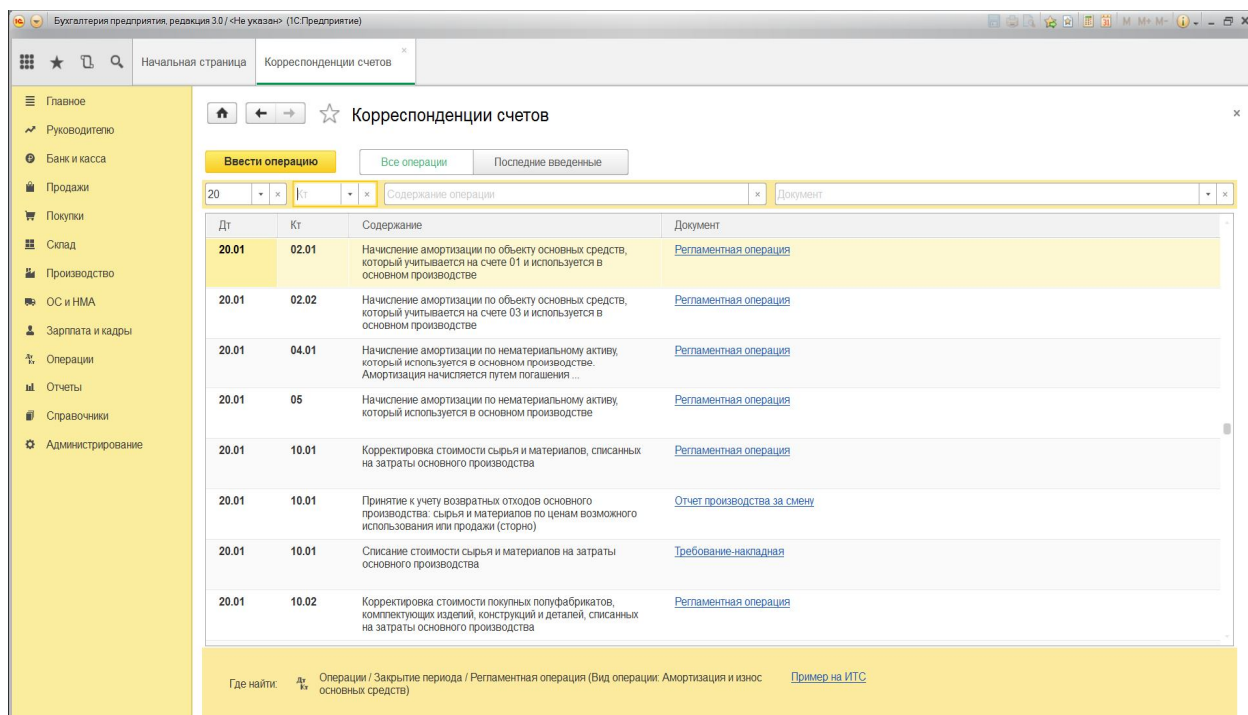 Бухгалтерия предприятия, редакция 3.0 / <Не указан> (1С:Предприятие)
M M+ M-
Начальная страница
Корреспонденции счетов
Главное
Руководителю
Банк и касса
Продажи
Покупки
Склад
Производство
ОС и НМА
Зарплата и кадры
Операции
Отчеты
Справочники
Администрирование
Корреспонденции счетов
Ввести операцию
Все операции
Последние введенные
20
Кт
Содержание операции
Документ
Дт Кт Содержание Документ
20.01 02.01 Начисление амортизации по объекту основных средств, Регламентная операция
который учитывается на счете 01 и используется в
основном производстве
20.01 02.02 Начисление амортизации по объекту основных средств, Регламентная операция
который учитывается на счете 03 и используется в
основном производстве
20.01 04.01 Начисление амортизации по нематериальному активу, Регламентная операция
который используется в основном производстве.
Амортизация начисляется путем погашения ...
20.01 05 Начисление амортизации по нематериальному активу, Регламентная операция
который используется в основном производстве
20.01 10.01 Корректировка стоимости сырья и материалов, списанных Регламентная операция
на затраты основного производства
20.01 10.01 Принятие к учету возвратных отходов основного Отчет производства за смену
производства: сырья и материалов по ценам возможного
использования или продажи (сторно)
20.01 10.01 Списание стоимости сырья и материалов на затраты Требование-накладная
основного производства
20.01 10.02 Корректировка стоимости покупных полуфабрикатов, Регламентная операция
комплектующих изделий, конструкций и деталей, списанных
на затраты основного производства
Где найти: Дт Кт Операции / Закрытие периода / Регламентная операция (Вид операции: Амортизация и износ Пример на ИТС
основных средств)